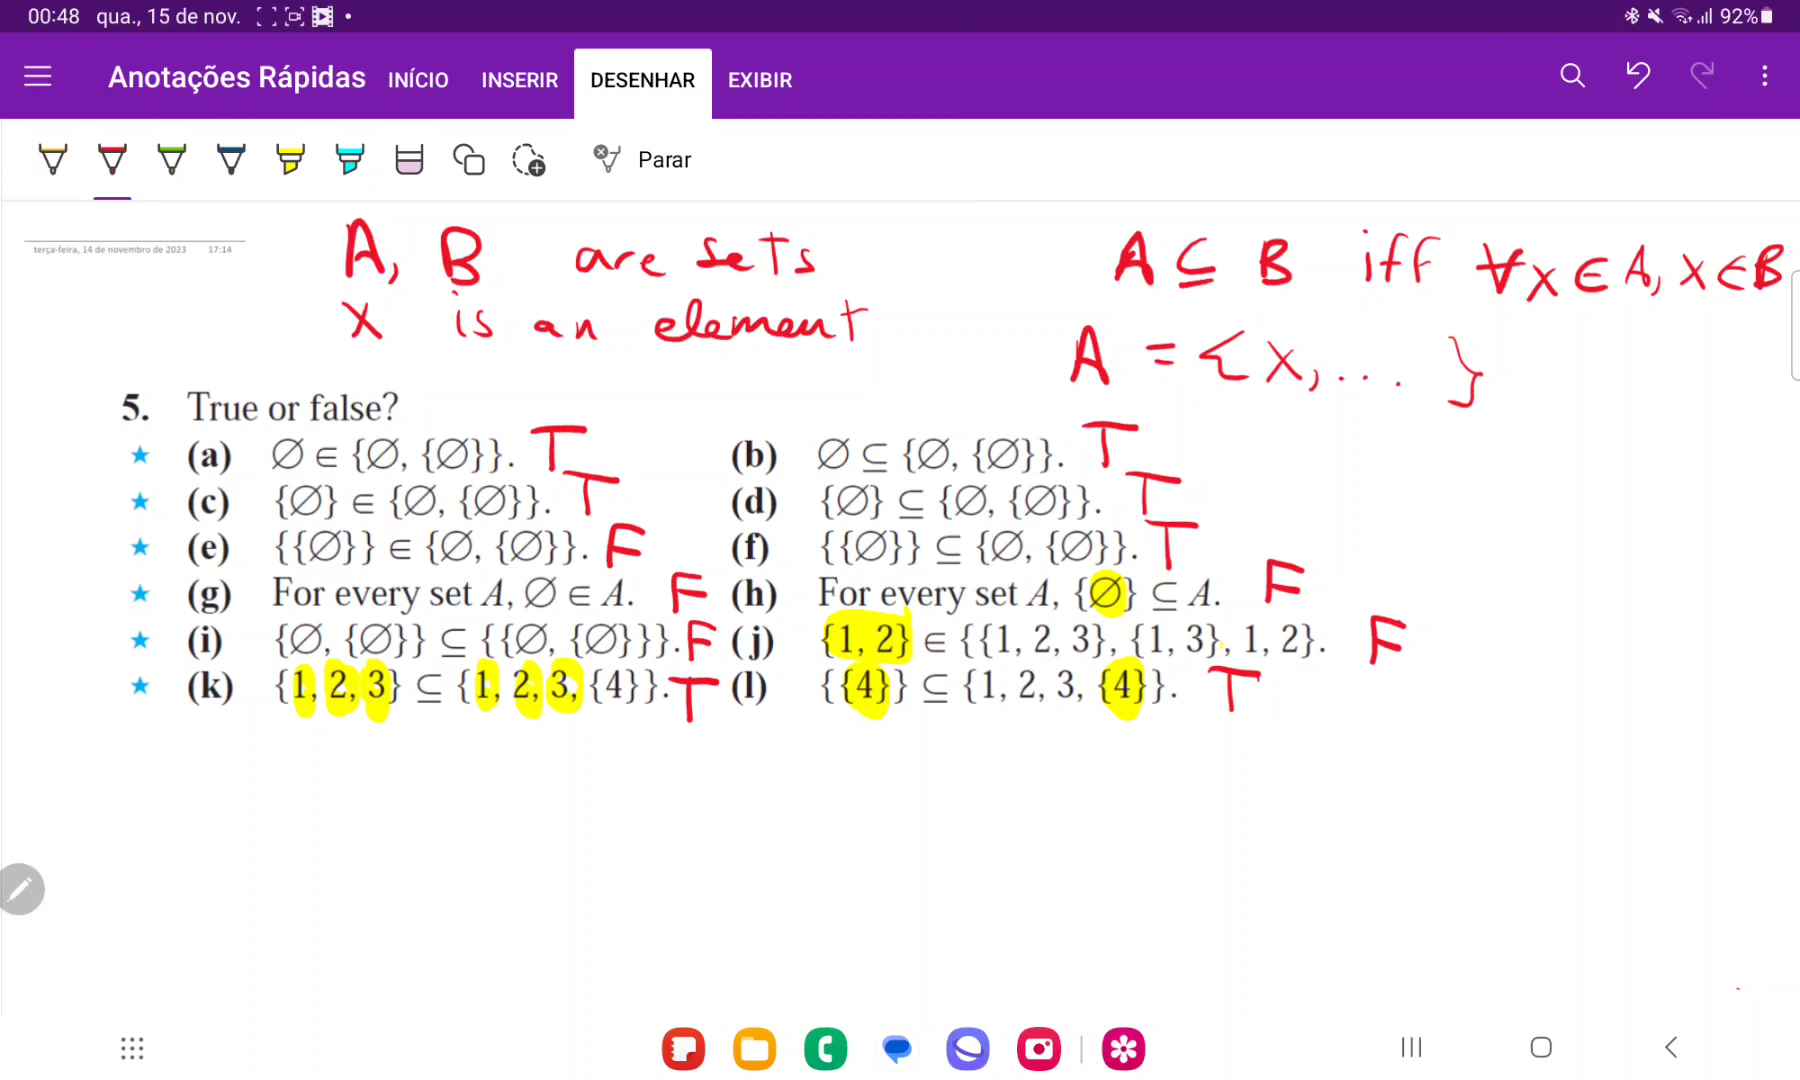 00:48 qua., 15 de nov. 92%
Anotações Rápidas INÍCIO INSERIR DESENHAR EXIBIR
Parar
terça-feira, 14 de novembro de 2023 17:14
A, B are sets
x is an element
A ⊆ B iff ∀x ∈ A, x ∈ B
A = {x, ... }
5. True or false?
★ (a) ∅ ∈ {∅, {∅}}. T (b) ∅ ⊆ {∅, {∅}}. T
★ (c) {∅} ∈ {∅, {∅}}. T (d) {∅} ⊆ {∅, {∅}}. T
★ (e) {{∅}} ∈ {∅, {∅}}. F (f) {{∅}} ⊆ {∅, {∅}}. T
★ (g) For every set A, ∅ ∈ A. F (h) For every set A, {∅} ⊆ A. F
★ (i) {∅, {∅}} ⊆ {{∅, {∅}}}. F (j) {1, 2} ∈ {{1, 2, 3}, {1, 3}, 1, 2}. F
★ (k) {1, 2, 3} ⊆ {1, 2, 3, {4}}. T (l) {{4}} ⊆ {1, 2, 3, {4}}. T